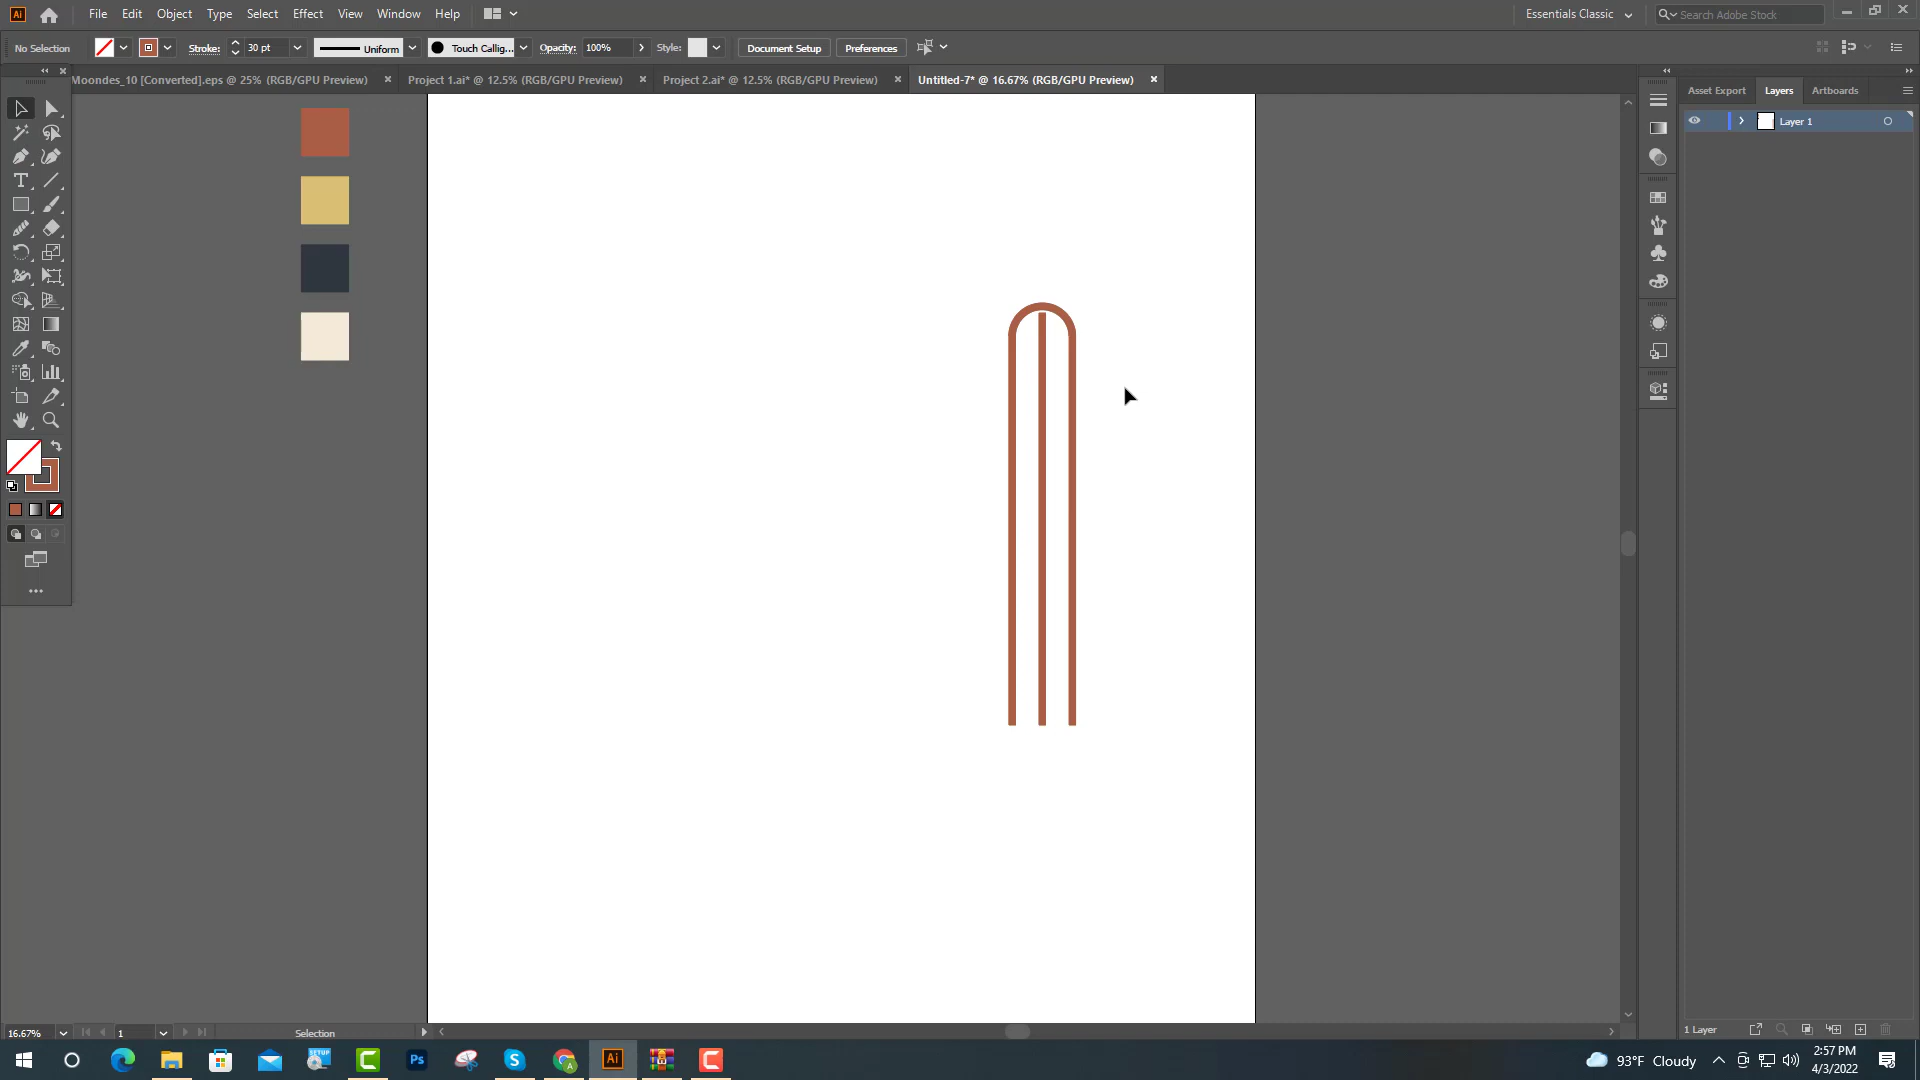 File Edit Object Type Select Effect View Window Help Essentials Classic Search Adobe Stock
No Selection Stroke: 30 pt Uniform Touch Callig... Opacity: 100% Style: Document Setup Preferences
Moondes_10 [Converted].eps @ 25% (RGB/GPU Preview) Project 1.ai* @ 12.5% (RGB/GPU Preview) Project 2.ai* @ 12.5% (RGB/GPU Preview) Untitled-7* @ 16.67% (RGB/GPU Preview)
Asset Export Layers Artboards
Layer 1
16.67% 1 Selection
1 Layer
SETUP Ps S A Ai
93°F Cloudy
2:57 PM
4/3/2022